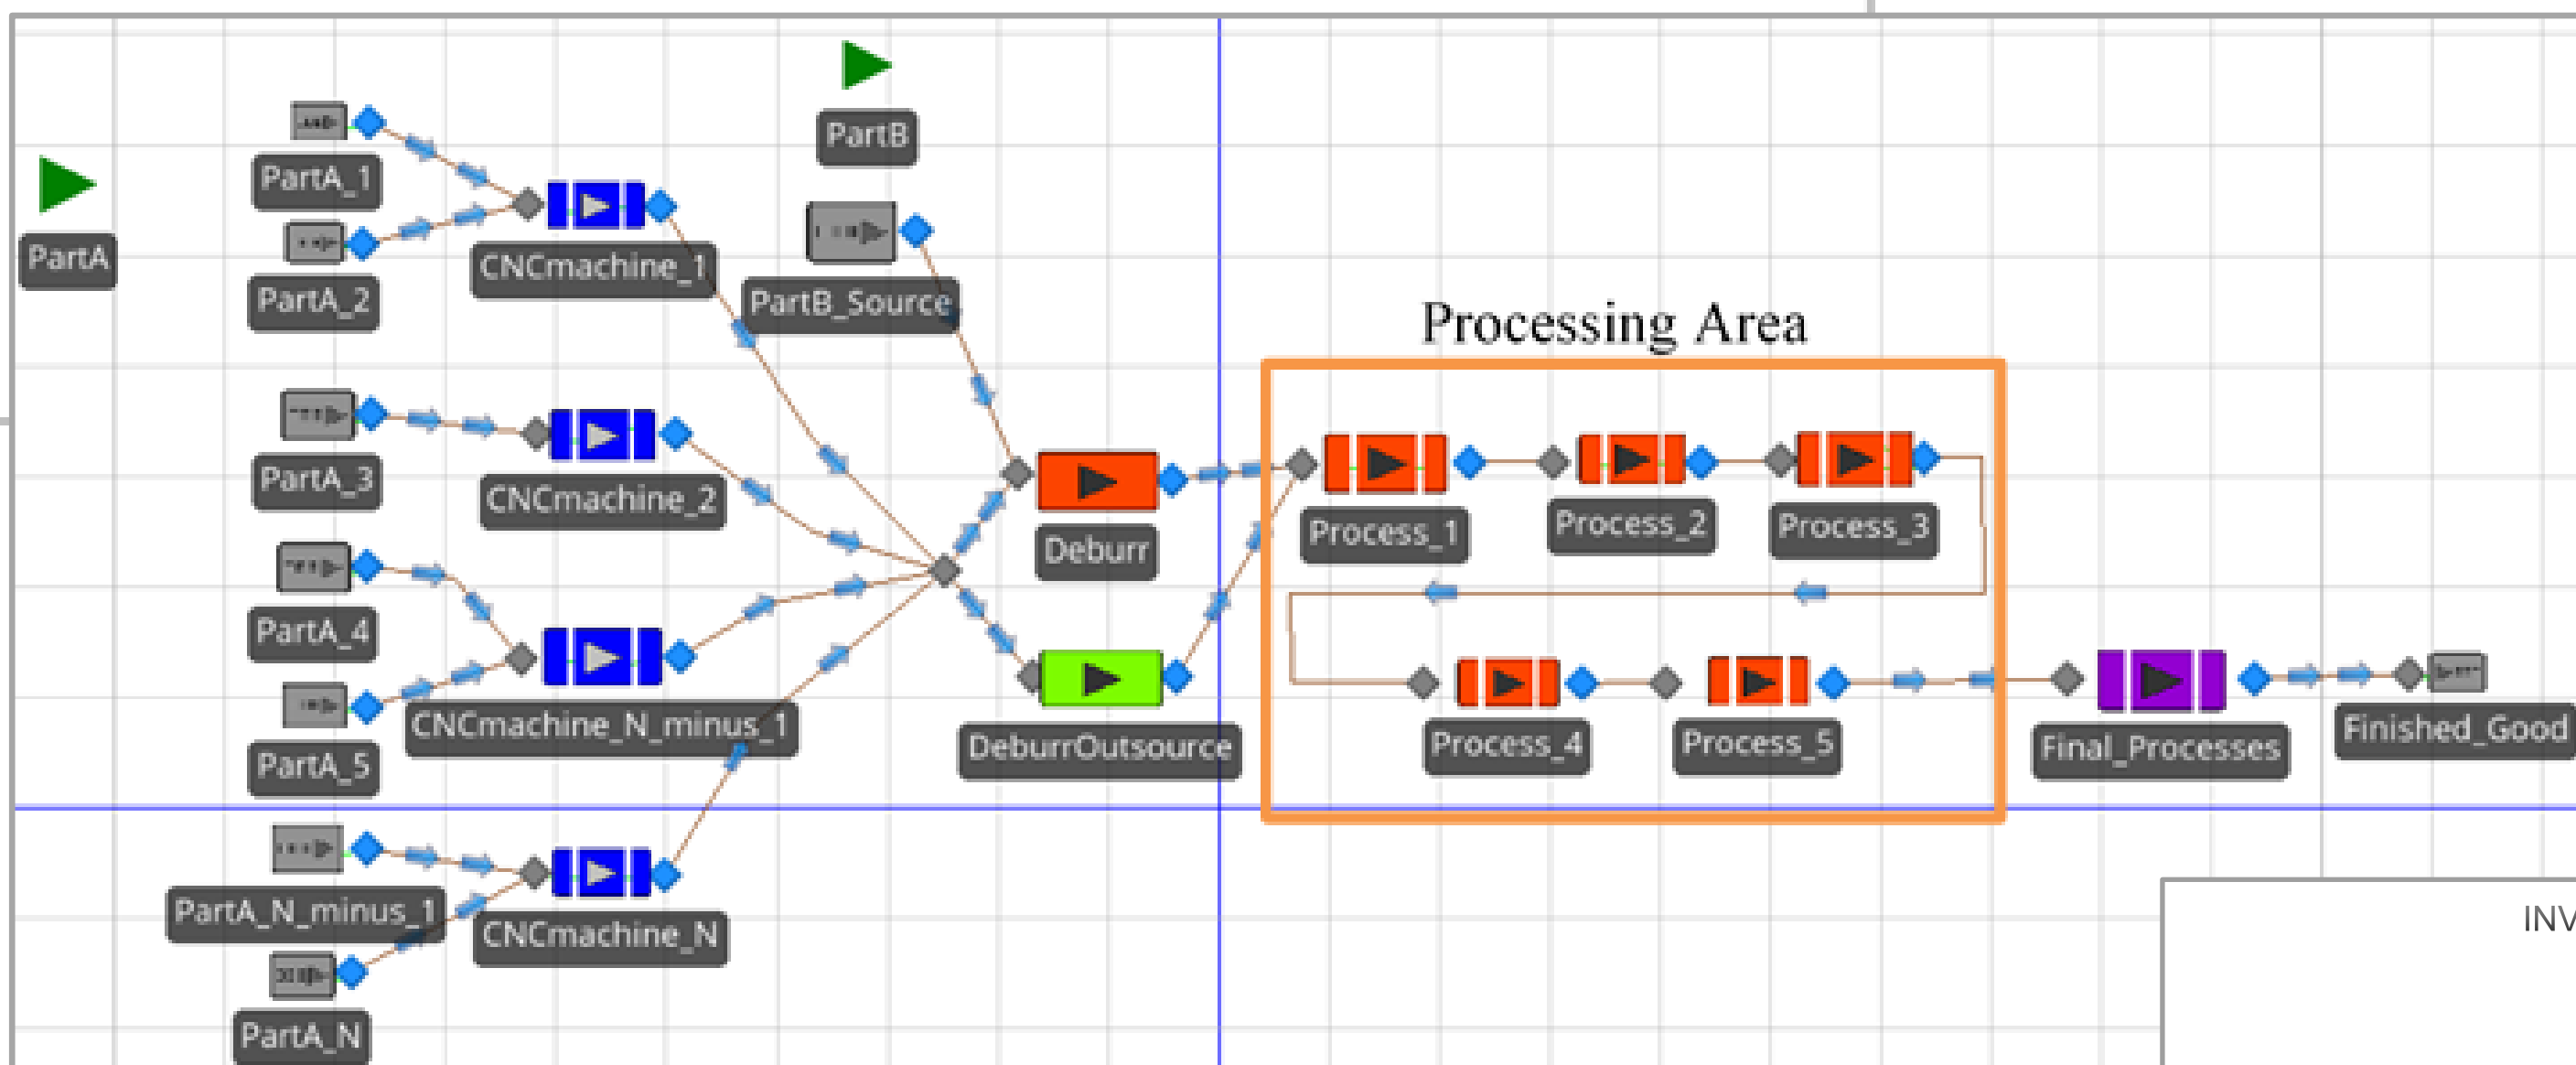 PartA
PartA_1
PartA_2
CNCmachine_1
PartB
PartB_Source
PartA_3
CNCmachine_2
PartA_4
PartA_5
CNCmachine_N_minus_1
PartA_N_minus_1
CNCmachine_N
PartA_N
Deburr
DeburrOutsource
Processing Area
Process_1
Process_2
Process_3
Process_4
Process_5
Final_Processes
Finished_Good
INV